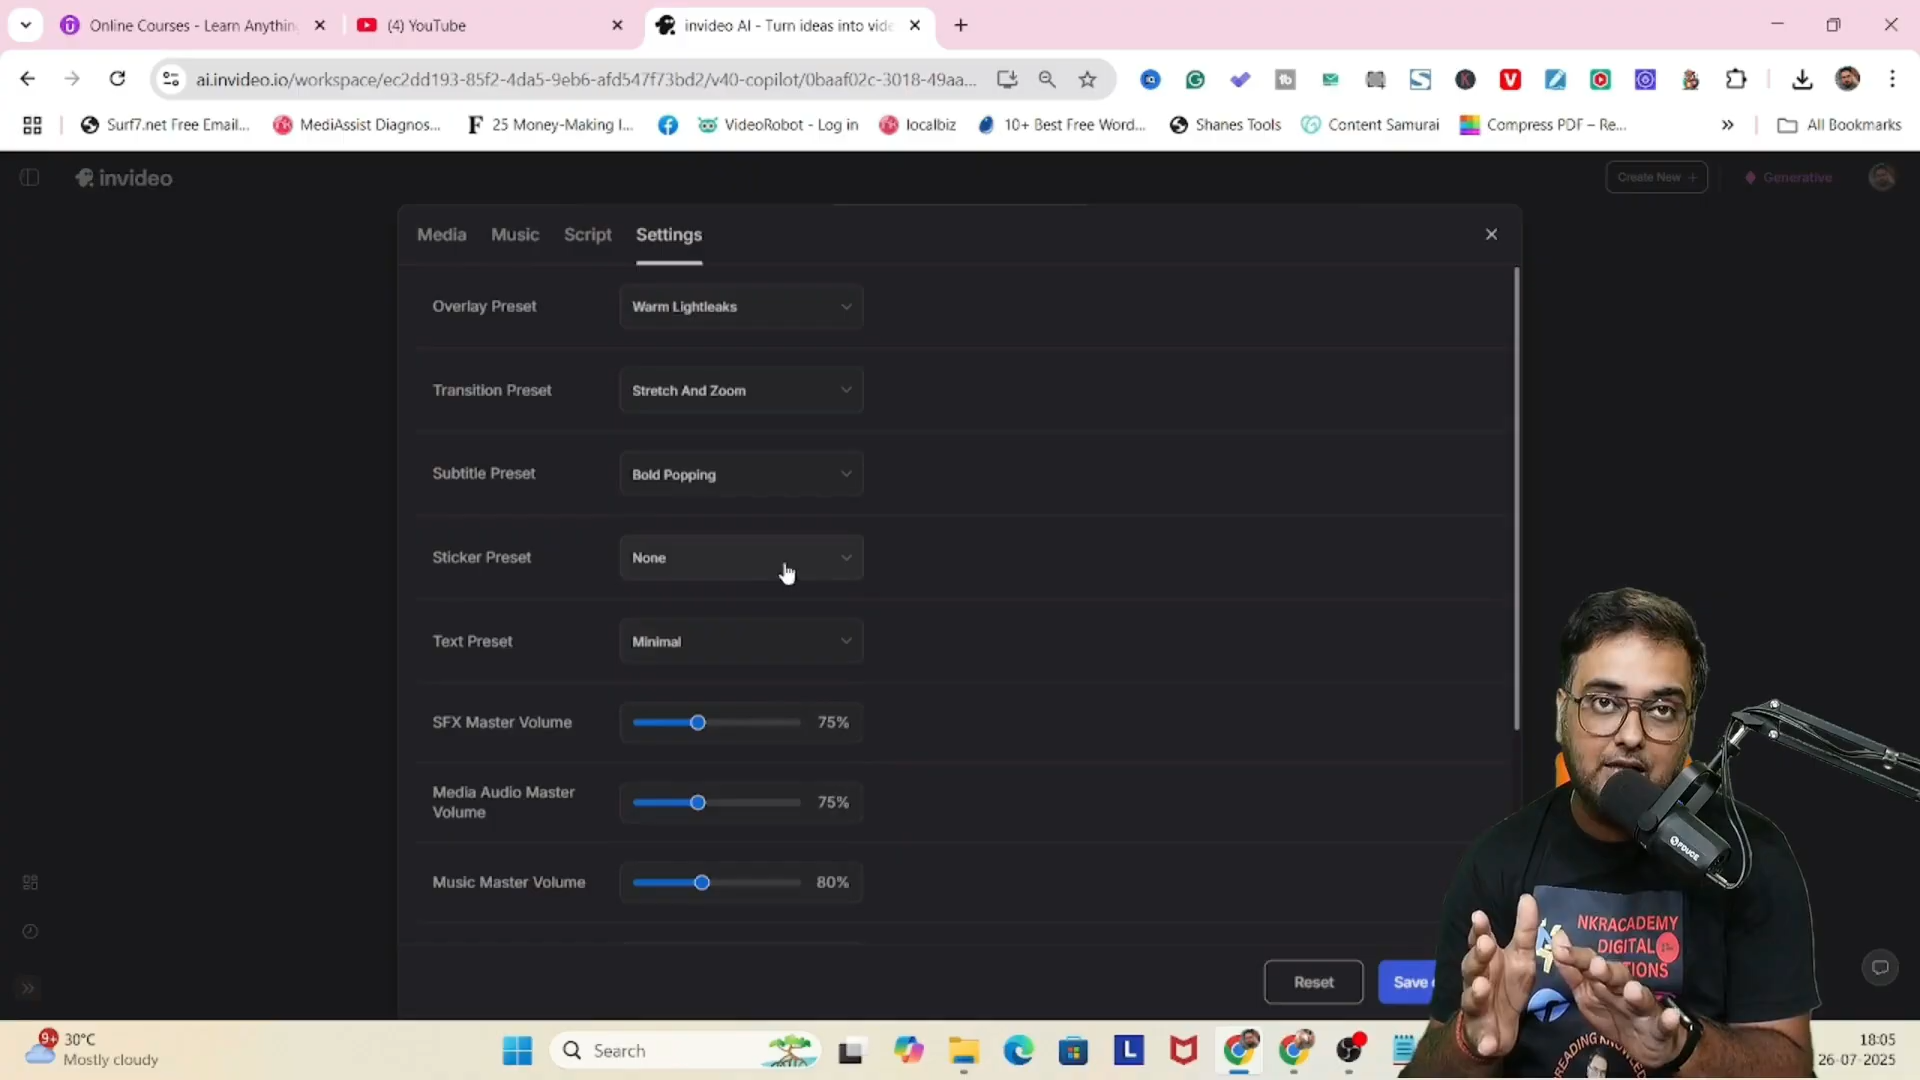 Online Courses - Learn Anythin
(4) YouTube
invideo AI - Turn ideas into vide
ai.invideo.io/workspace/ec2dd193-85f2-4da5-9eb6-afd547f73bd2/v40-copilot/0baaf02c-3018-49aa...
Surf7.net Free Email...
MediAssist Diagnos...
25 Money-Making I...
VideoRobot - Log in
localbiz
10+ Best Free Word...
Shanes Tools
Content Samurai
Compress PDF – Re...
»
All Bookmarks
invideo
Create New +
Generative
Media
Music
Script
Settings
Overlay Preset
Warm Lightleaks
Transition Preset
Stretch And Zoom
Subtitle Preset
Bold Popping
Sticker Preset
None
Text Preset
Minimal
SFX Master Volume
75%
Media Audio Master
Volume
75%
Music Master Volume
80%
Reset
Save
NKRACADEMY
DIGITAL
9+
30°C
Mostly cloudy
Search
18:05
26-07-2025